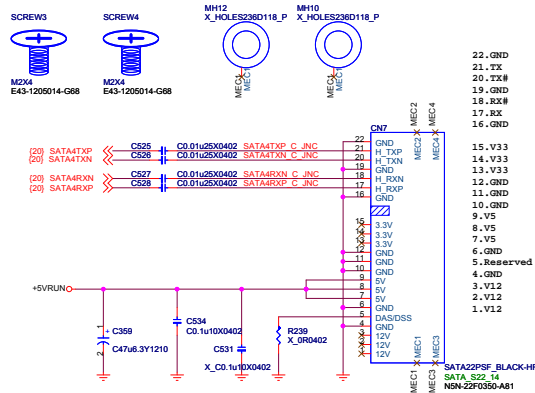 SCREW3
SCREW4
M2X4
E43-1205014-G68
M2X4
E43-1205014-G68
MH12
X_HOLES236D118_P
MH10
X_HOLES236D118_P
MEC1
MEC1
MEC1
MEC1
{20} SATA4TXP
{20} SATA4TXN
{20} SATA4RXN
{20} SATA4RXP
C525 C0.01u25X0402 SATA4TXP_C_JNC
C526 C0.01u25X0402 SATA4TXN_C_JNC
C527 C0.01u25X0402 SATA4RXN_C_JNC
C528 C0.01u25X0402 SATA4RXP_C_JNC
CN7
MEC2
MEC4
MEC2
MEC4
22 GND
21 H_TXP
20 H_TXN
19 GND
18 H_RXN
17 H_RXP
16 GND
15 3.3V
14 3.3V
13 3.3V
12 GND
11 GND
10 GND
9 5V
8 5V
7 5V
6 GND
5 DAS/DSS
4 GND
3 12V
2 12V
1 12V
MEC1
MEC3
MEC1
MEC3
+5VRUN
1
+
2
C359
C47u6.3Y1210
C534
C0.1u10X0402
C531
X_C0.1u10X0402
R239
X_0R0402
SATA22PSF_BLACK-HF
SATA_S22_14
N5N-22F0350-A81
22.GND
21.TX
20.TX#
19.GND
18.RX#
17.RX
16.GND
15.V33
14.V33
13.V33
12.GND
11.GND
10.GND
9.V5
8.V5
7.V5
6.GND
5.Reserved
4.GND
3.V12
2.V12
1.V12